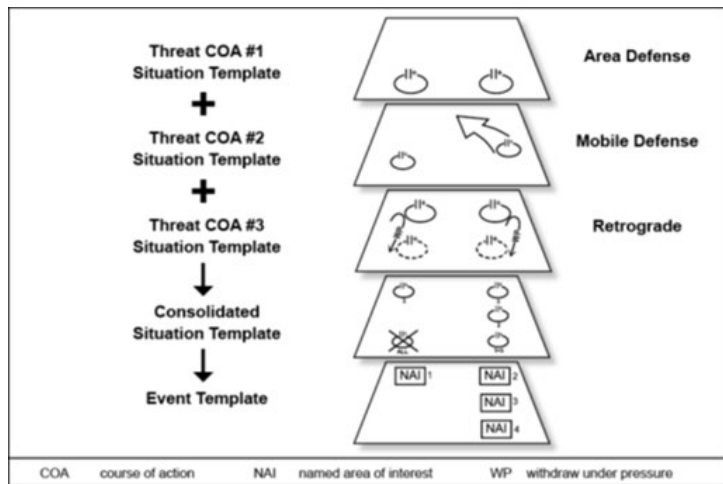 Threat COA #1
Situation Template
Area Defense
+
Threat COA #2
Situation Template
Mobile Defense
+
Threat COA #3
Situation Template
Retrograde
WP
WP
Consolidated
Situation Template
Event Template
NAI 1
NAI 2
NAI 3
NAI 4
COA course of action NAI named area of interest WP withdraw under pressure